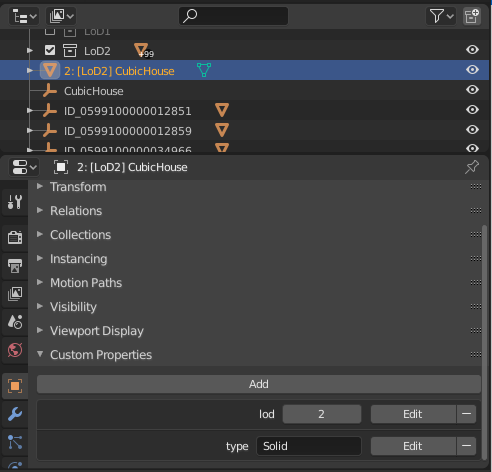 LoD1
LoD2
99
2: [LoD2] CubicHouse
CubicHouse
ID_0599100000012851
ID_0599100000012859
ID_0599100000034966
2: [LoD2] CubicHouse
Transform
Relations
Collections
Instancing
Motion Paths
Visibility
Viewport Display
Custom Properties
Add
lod 2 Edit
type Solid Edit